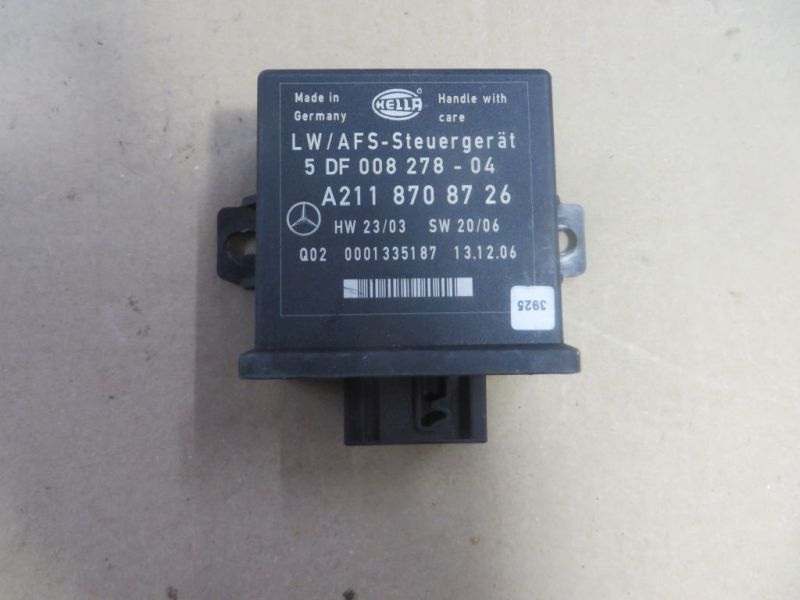 Made in Germany
HELLA
Handle with care
LW/AFS-Steuergerät
5 DF 008 278 - 04
A211 870 87 26
HW 23/03 SW 20/06
Q02 0001335187 13.12.06
3925